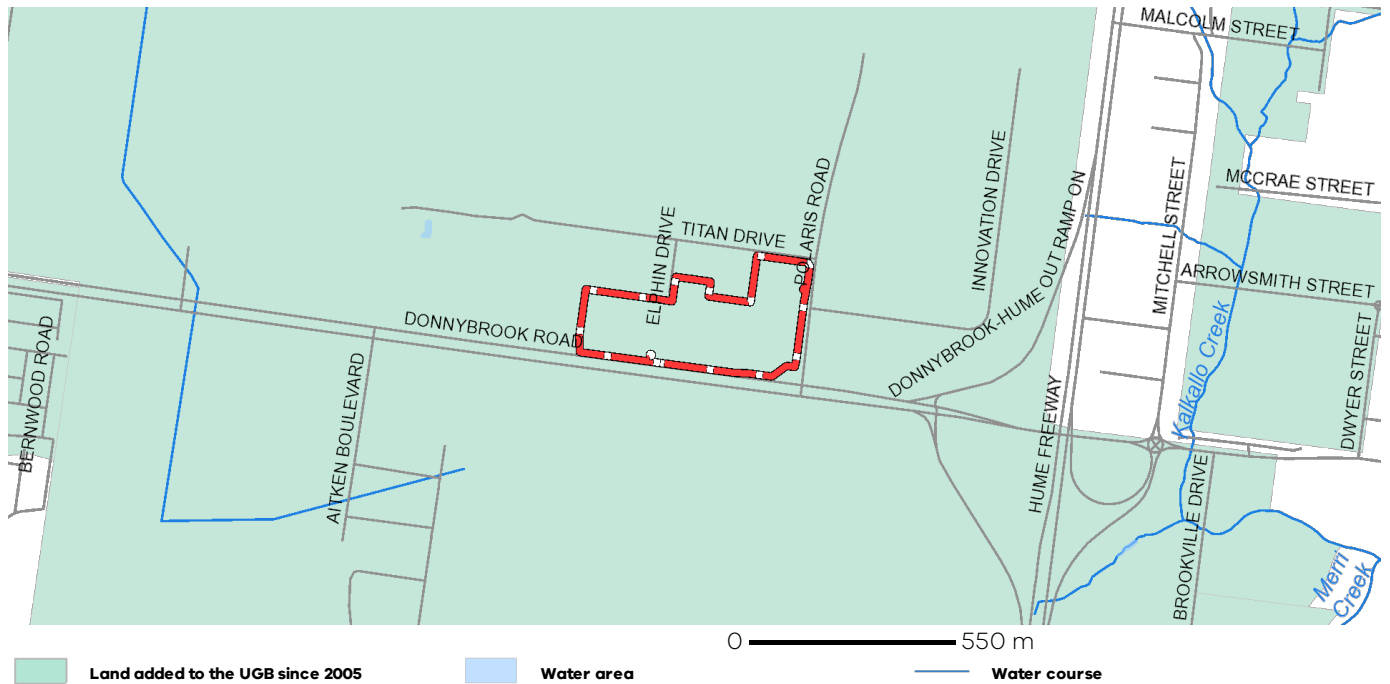 MALCOLM STREET
MCCRAE STREET
MITCHELL STREET
ARROWSMITH STREET
INNOVATION DRIVE
POLARIS ROAD
TITAN DRIVE
ELPHIN DRIVE
DONNYBROOK-HUME OUT RAMP ON
DONNYBROOK ROAD
BERNWOOD ROAD
AITKEN BOULEVARD
HUME FREEWAY
Kalkallo Creek
DWYER STREET
BROOKVILLE DRIVE
Merri
Creek
0 550 m
Land added to the UGB since 2005
Water area
Water course